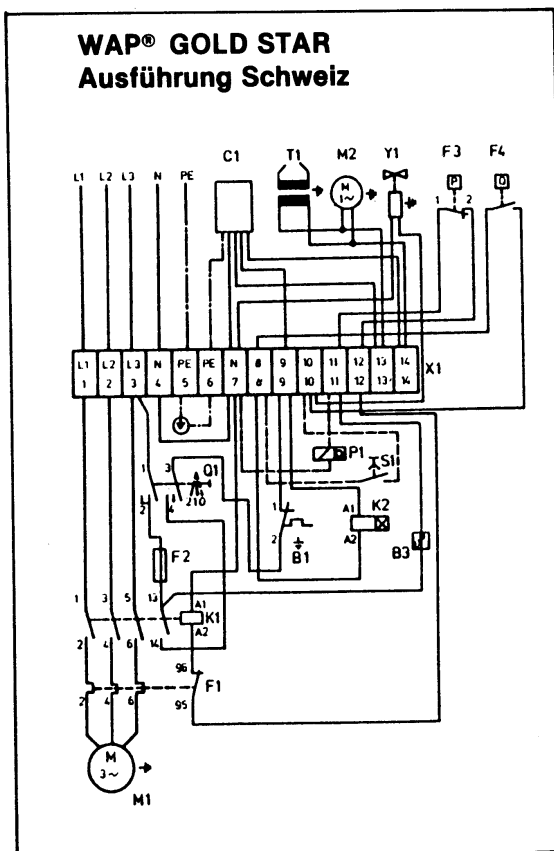 WAP® GOLD STAR
Ausführung Schweiz
L1 L2 L3 N PE C1 T1 M2 Y1 F3 F4
M
1~
P
Q
1 2
L1 L2 L3 N PE PE N 8 9 10 11 12 13 14
1 2 3 4 5 6 7 8 9 10 11 12 13 14
X1
P1
S1
1 3 Q1
2 1 0
2 4
1 A1 K2
2 A2
B1 B3
F2
1 3 5 13 A1
K1
2 4 6 14 A2
96
F1
2 4 6 95
M
3~
M1